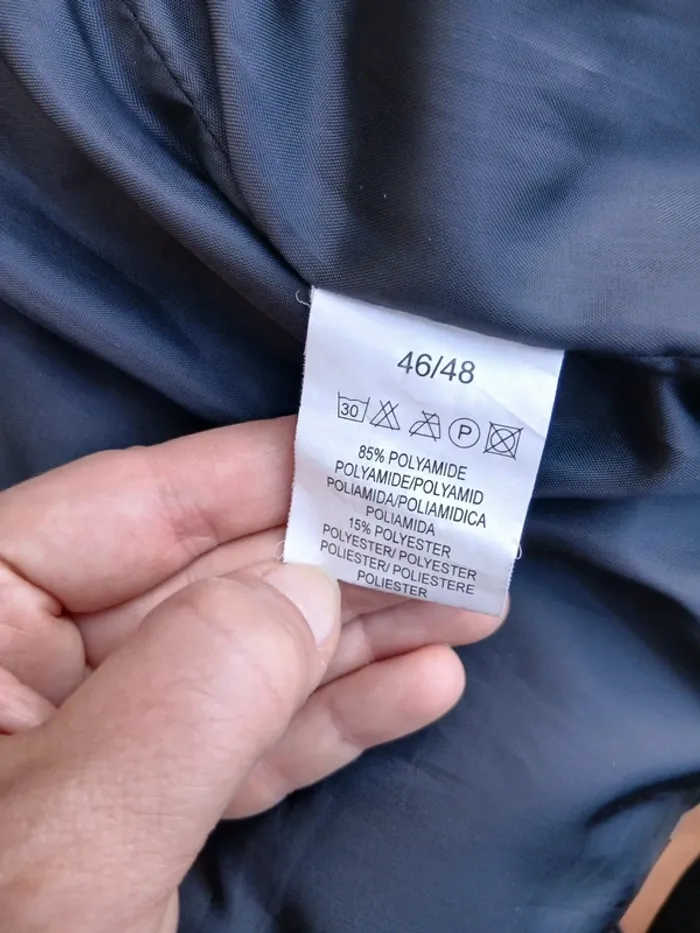 46/48
30 P
85% POLYAMIDE
POLYAMIDE/POLYAMID
POLIAMIDA/POLIAMIDICA
POLIAMIDA
15% POLYESTER
POLYESTER/ POLYESTER
POLIESTER/ POLIESTERE
POLIESTER